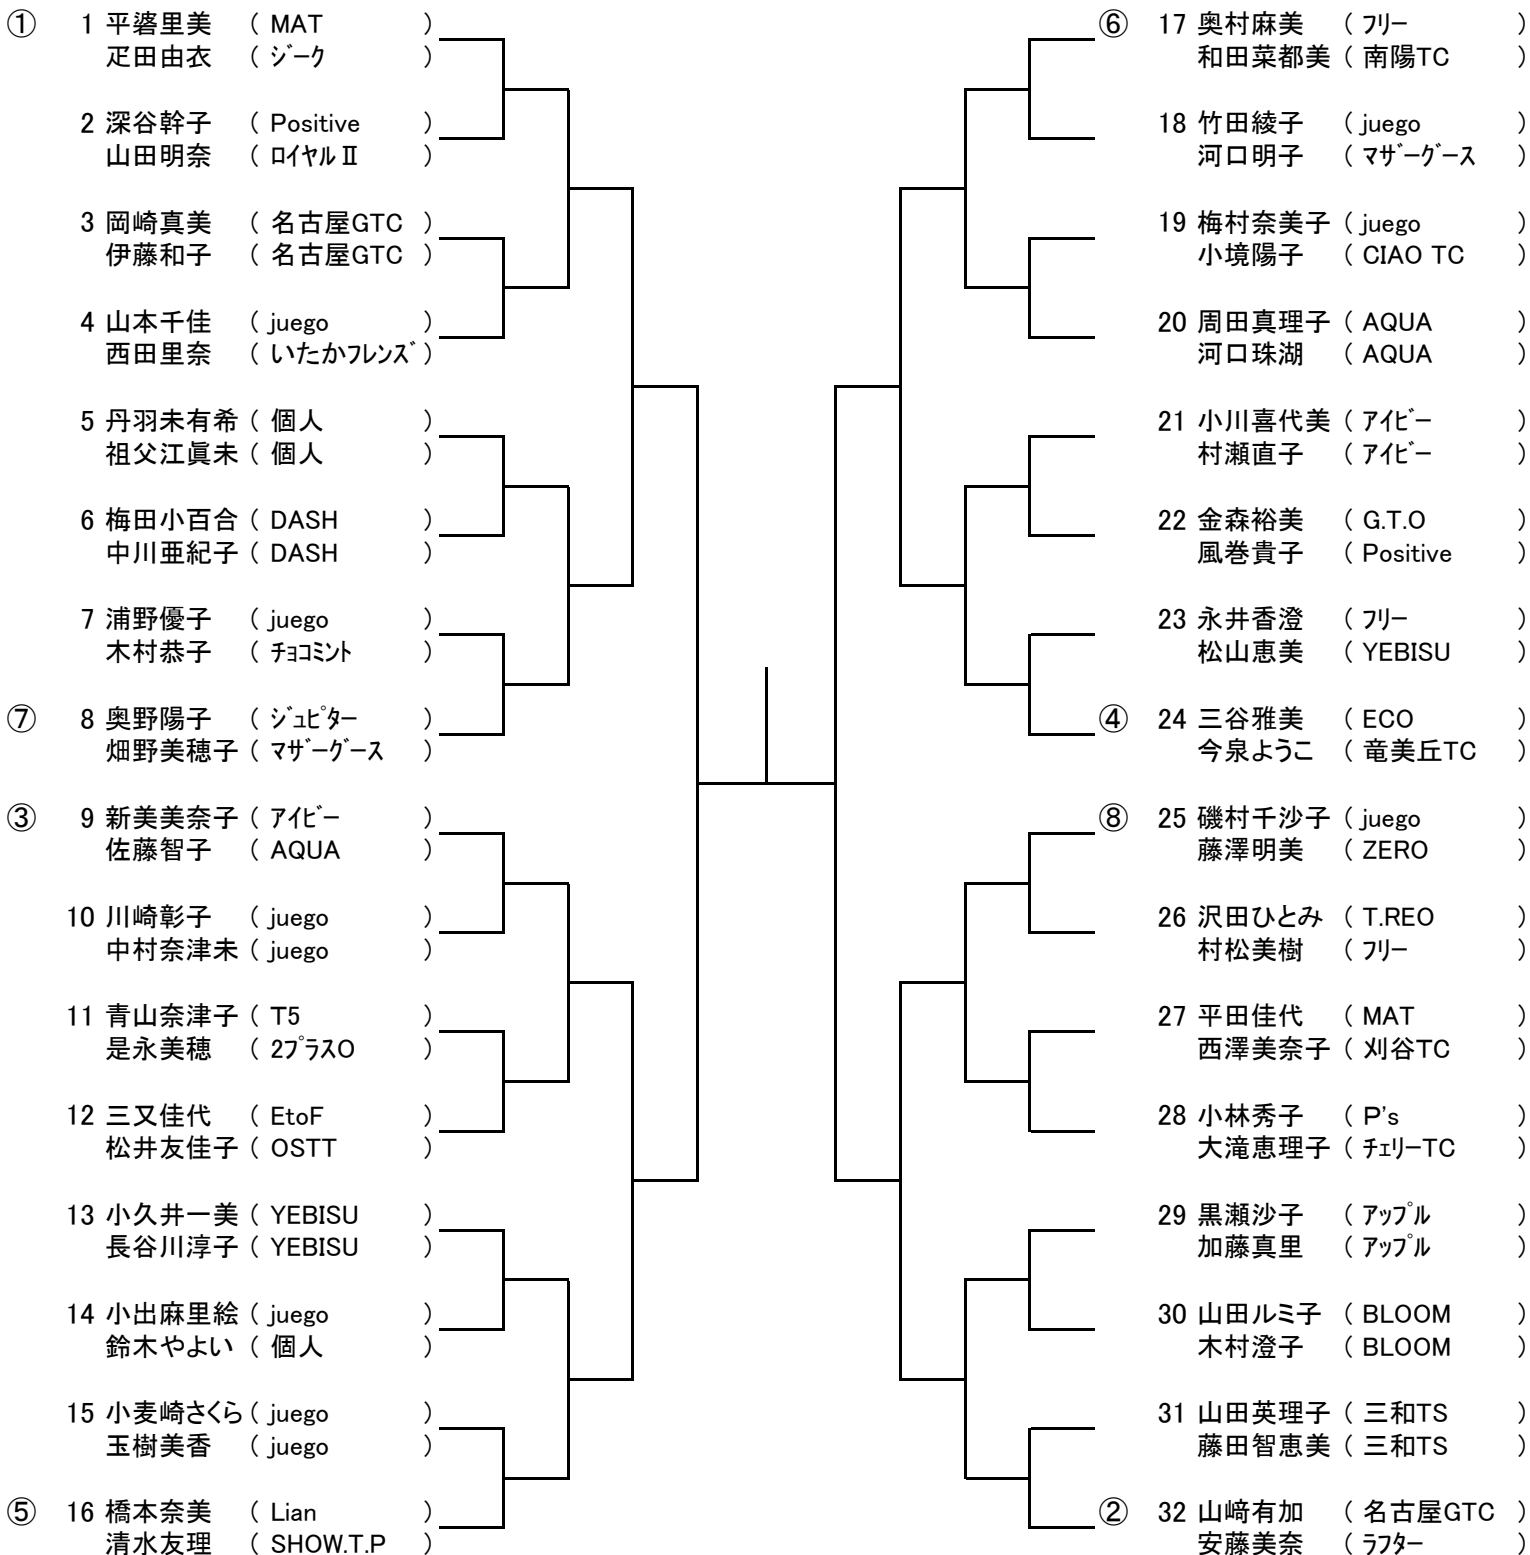 ① 1 平碆里美 ( MAT )
疋田由衣 ( ｼﾞｰｸ )
2 深谷幹子 ( Positive )
山田明奈 ( ﾛｲﾔﾙⅡ )
3 岡崎真美 ( 名古屋GTC )
伊藤和子 ( 名古屋GTC )
4 山本千佳 ( juego )
西田里奈 ( いたかﾌﾚﾝｽﾞ )
5 丹羽未有希 ( 個人 )
祖父江眞未 ( 個人 )
6 梅田小百合 ( DASH )
中川亜紀子 ( DASH )
7 浦野優子 ( juego )
木村恭子 ( ﾁｮｺﾐﾝﾄ )
⑦ 8 奥野陽子 ( ｼﾞｭﾋﾟﾀｰ )
畑野美穂子 ( ﾏｻﾞｰｸﾞｰｽ )
③ 9 新美美奈子 ( ｱｲﾋﾞｰ )
佐藤智子 ( AQUA )
10 川崎彰子 ( juego )
中村奈津未 ( juego )
11 青山奈津子 ( T5 )
是永美穂 ( 2ﾌﾟﾗｽO )
12 三又佳代 ( EtoF )
松井友佳子 ( OSTT )
13 小久井一美 ( YEBISU )
長谷川淳子 ( YEBISU )
14 小出麻里絵 ( juego )
鈴木やよい ( 個人 )
15 小麦崎さくら ( juego )
玉樹美香 ( juego )
⑤ 16 橋本奈美 ( Lian )
清水友理 ( SHOW.T.P )
⑥ 17 奥村麻美 ( ﾌﾘｰ )
和田菜都美 ( 南陽TC )
18 竹田綾子 ( juego )
河口明子 ( ﾏｻﾞｰｸﾞｰｽ )
19 梅村奈美子 ( juego )
小境陽子 ( CIAO TC )
20 周田真理子 ( AQUA )
河口珠湖 ( AQUA )
21 小川喜代美 ( ｱｲﾋﾞｰ )
村瀬直子 ( ｱｲﾋﾞｰ )
22 金森裕美 ( G.T.O )
風巻貴子 ( Positive )
23 永井香澄 ( ﾌﾘｰ )
松山恵美 ( YEBISU )
④ 24 三谷雅美 ( ECO )
今泉ようこ ( 竜美丘TC )
⑧ 25 磯村千沙子 ( juego )
藤澤明美 ( ZERO )
26 沢田ひとみ ( T.REO )
村松美樹 ( ﾌﾘｰ )
27 平田佳代 ( MAT )
西澤美奈子 ( 刈谷TC )
28 小林秀子 ( P's )
大滝恵理子 ( ﾁｪﾘｰTC )
29 黒瀬沙子 ( ｱｯﾌﾟﾙ )
加藤真里 ( ｱｯﾌﾟﾙ )
30 山田ルミ子 ( BLOOM )
木村澄子 ( BLOOM )
31 山田英理子 ( 三和TS )
藤田智恵美 ( 三和TS )
② 32 山﨑有加 ( 名古屋GTC )
安藤美奈 ( ﾗﾌﾀｰ )